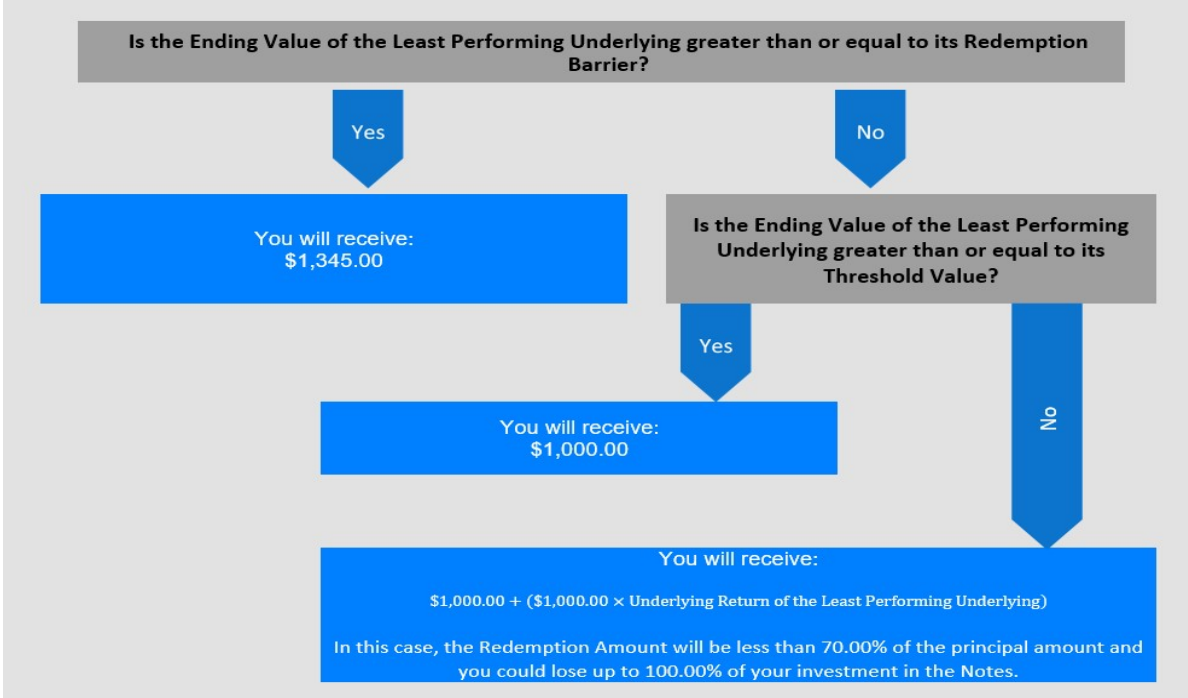 Is the Ending Value of the Least Performing Underlying greater than or equal to its Redemption
Barrier?
Yes
No
You will receive:
$1,345.00
Is the Ending Value of the Least Performing
Underlying greater than or equal to its
Threshold Value?
Yes
No
You will receive:
$1,000.00
You will receive:
$1,000.00 + ($1,000.00 × Underlying Return of the Least Performing Underlying)
In this case, the Redemption Amount will be less than 70.00% of the principal amount and
you could lose up to 100.00% of your investment in the Notes.